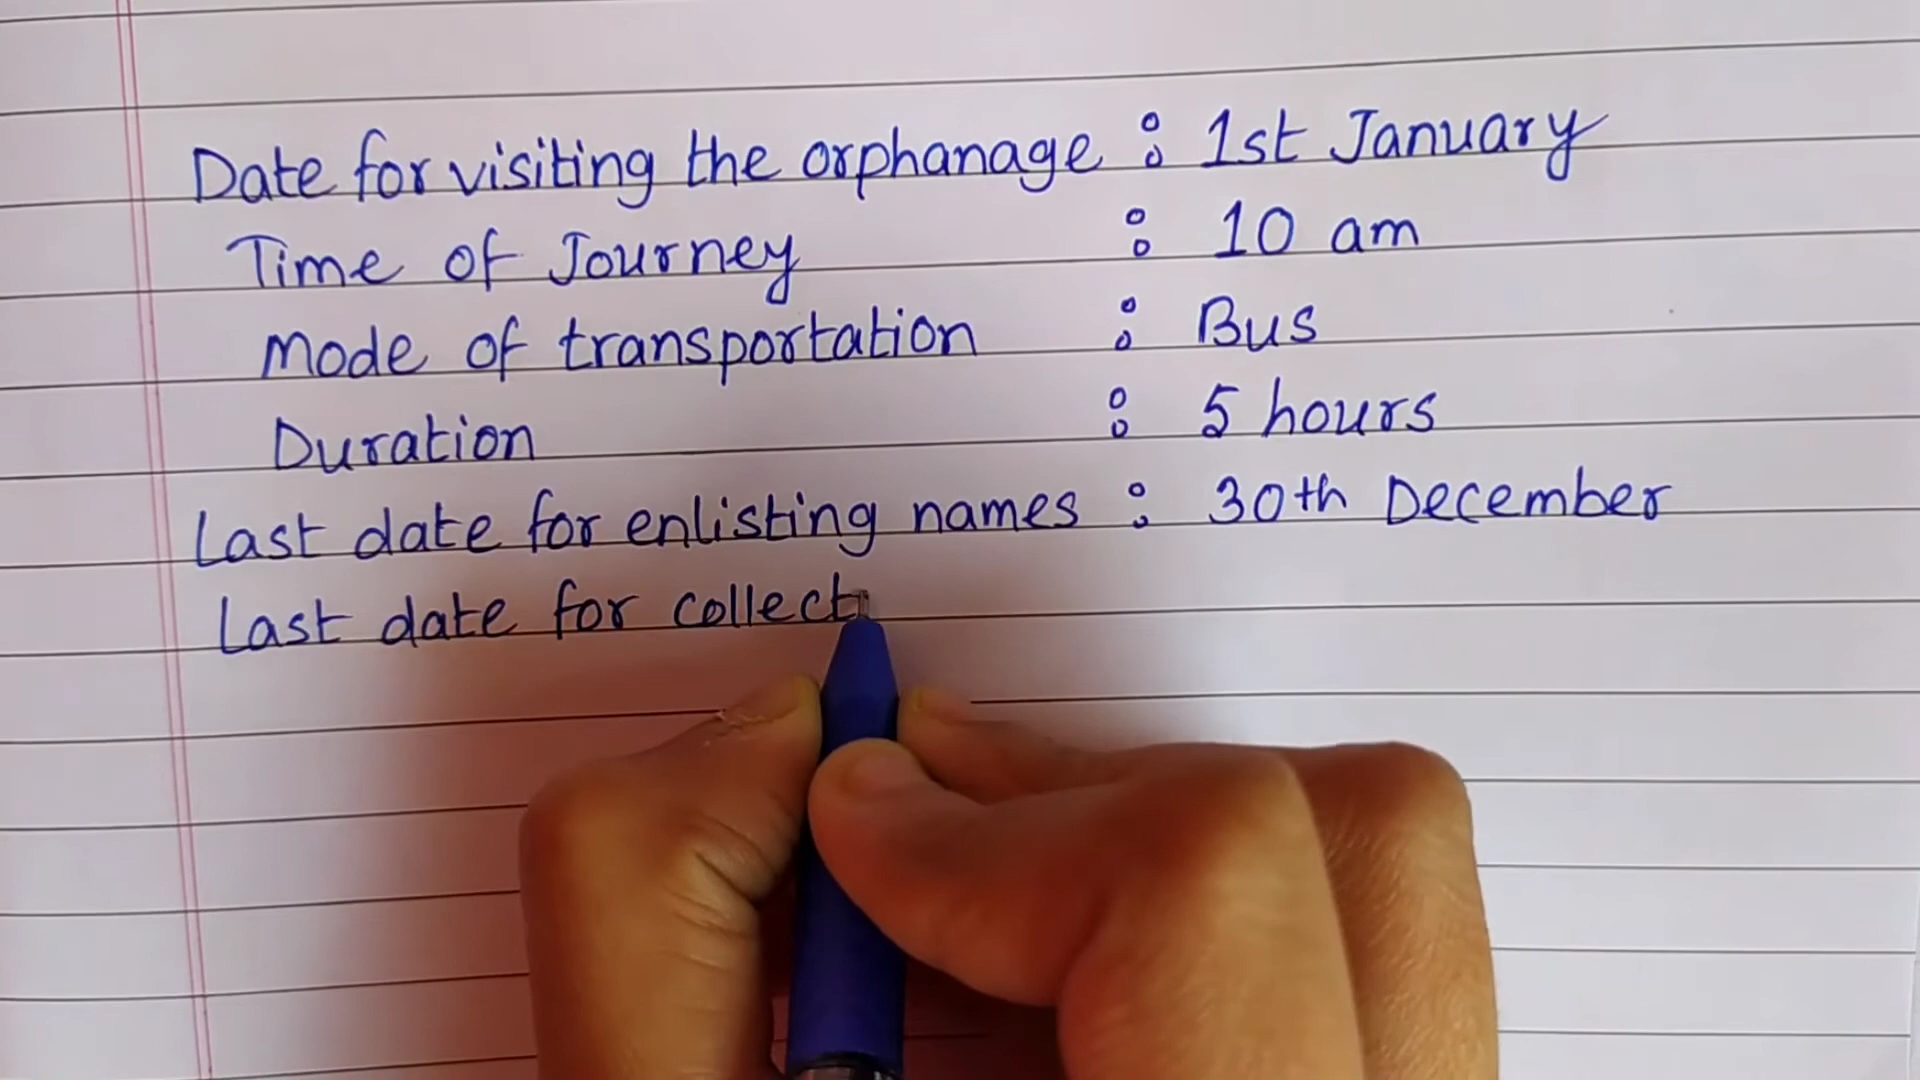 Date for visiting the orphanage : 1st January
Time of Journey : 10 am
Mode of transportation : Bus
Duration : 5 hours
Last date for enlisting names : 30th December
Last date for collect